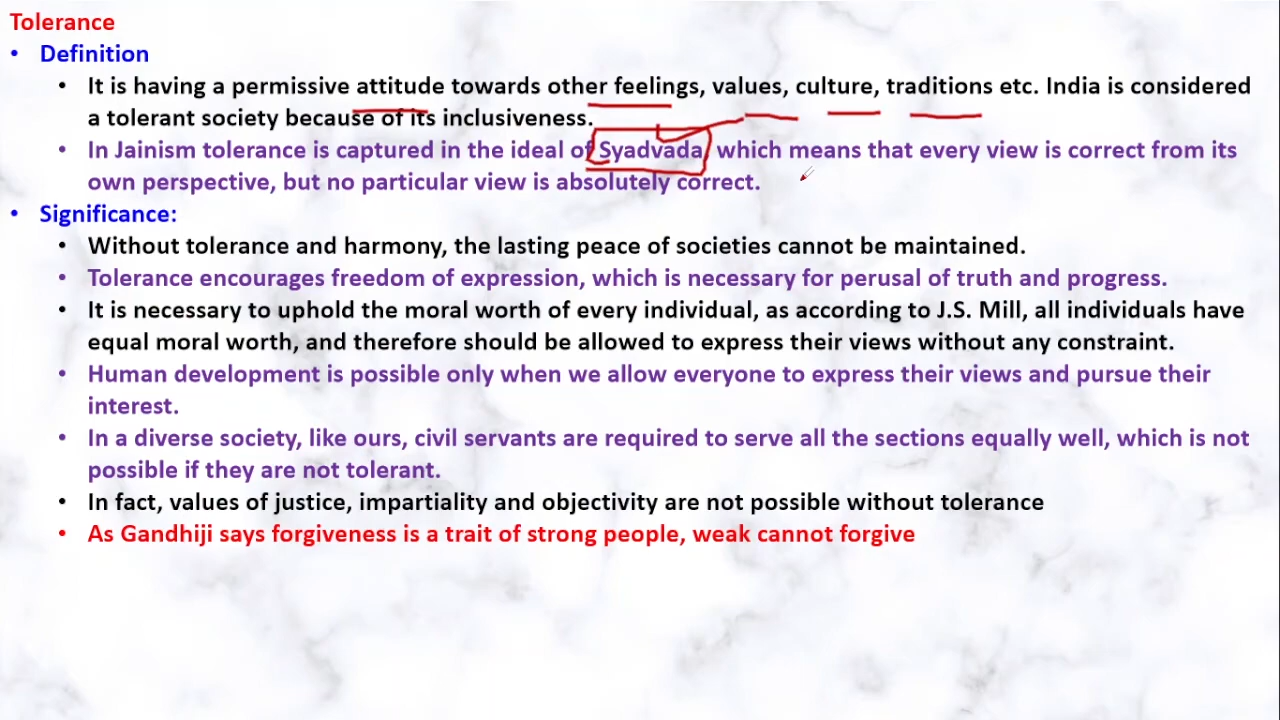 Tolerance
• Definition
• It is having a permissive attitude towards other feelings, values, culture, traditions etc. India is considered
a tolerant society because of its inclusiveness.
• In Jainism tolerance is captured in the ideal of Syadvada, which means that every view is correct from its
own perspective, but no particular view is absolutely correct.
• Significance:
• Without tolerance and harmony, the lasting peace of societies cannot be maintained.
• Tolerance encourages freedom of expression, which is necessary for perusal of truth and progress.
• It is necessary to uphold the moral worth of every individual, as according to J.S. Mill, all individuals have
equal moral worth, and therefore should be allowed to express their views without any constraint.
• Human development is possible only when we allow everyone to express their views and pursue their
interest.
• In a diverse society, like ours, civil servants are required to serve all the sections equally well, which is not
possible if they are not tolerant.
• In fact, values of justice, impartiality and objectivity are not possible without tolerance
• As Gandhiji says forgiveness is a trait of strong people, weak cannot forgive